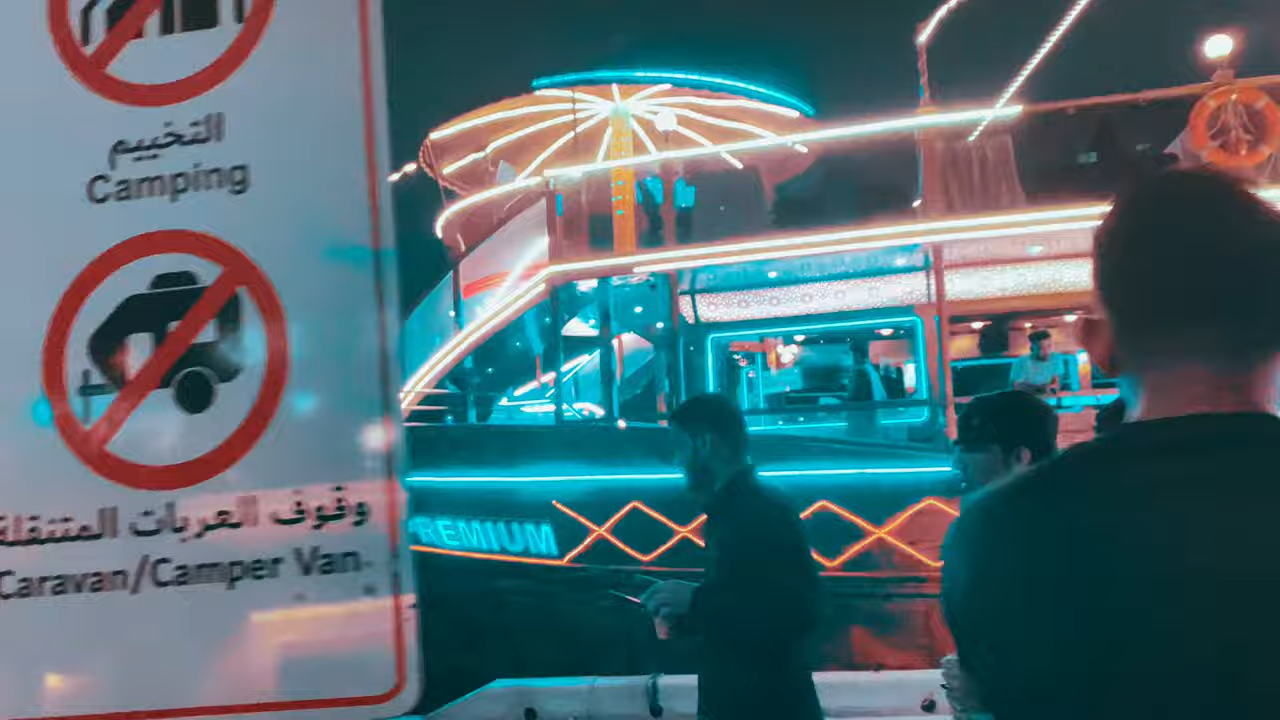 التخييم
Camping
وقوف العربات المتنقلة
Caravan/Camper Van
PREMIUM